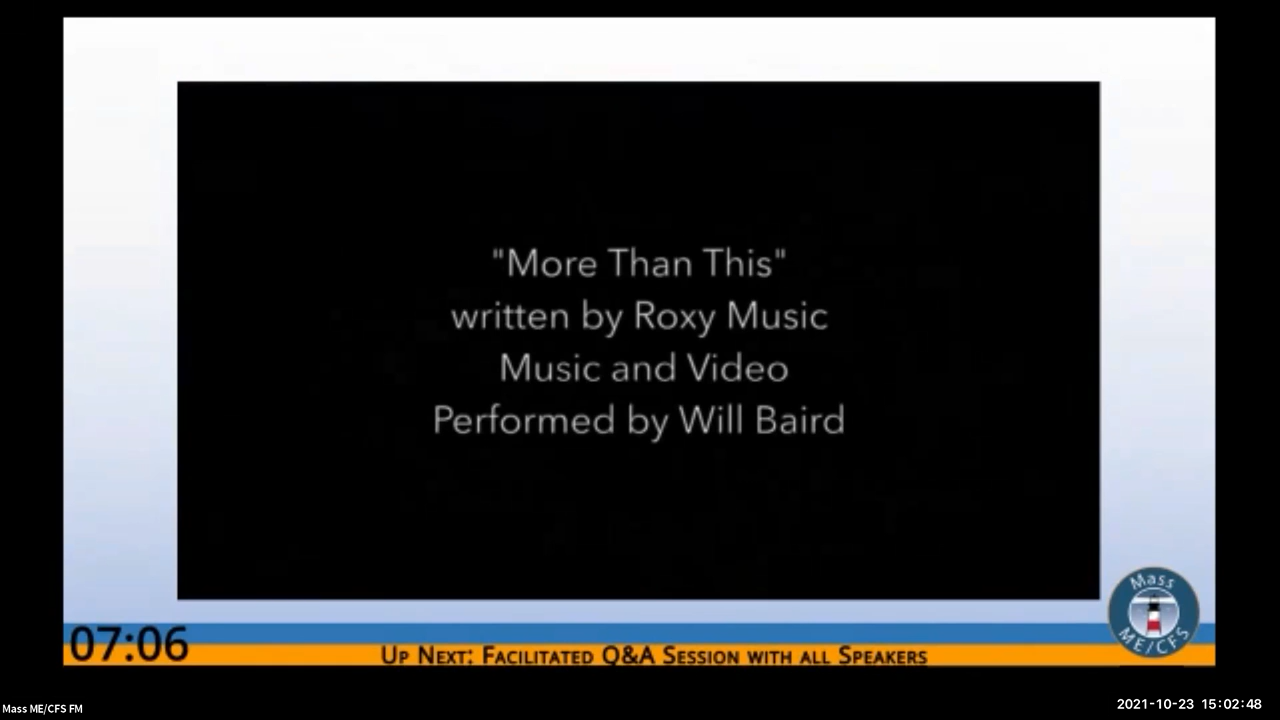 "More Than This"
written by Roxy Music
Music and Video
Performed by Will Baird
Mass
ME/CFS
07:06
Up Next: Facilitated Q&A Session with all Speakers
Mass ME/CFS FM
2021-10-23 15:02:48